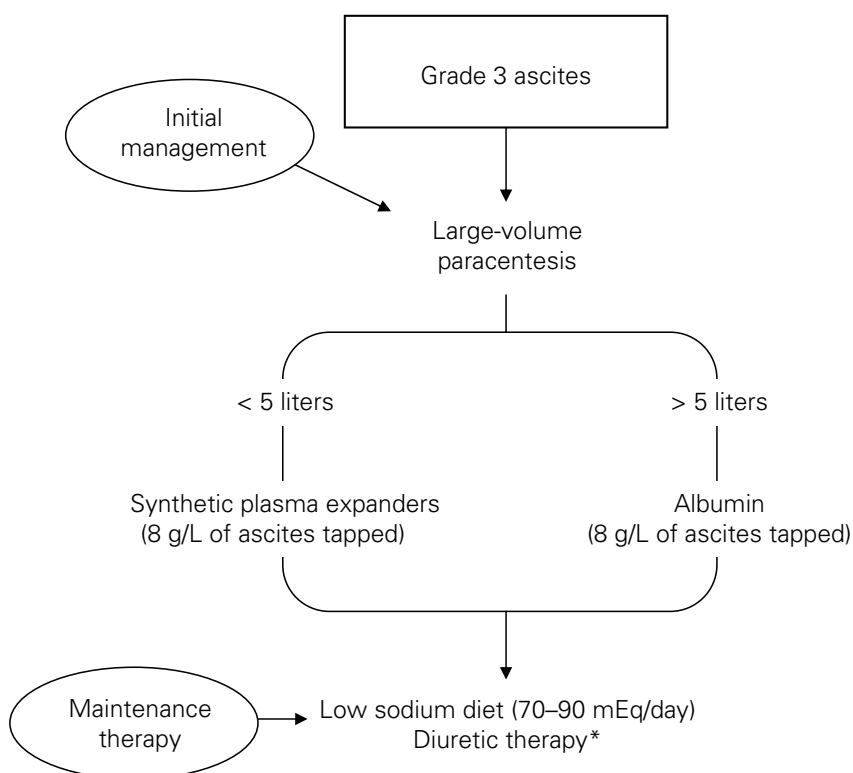 Grade 3 ascites
Initial
management
Large-volume
paracentesis
< 5 liters
> 5 liters
Synthetic plasma expanders
(8 g/L of ascites tapped)
Albumin
(8 g/L of ascites tapped)
Maintenance
therapy
Low sodium diet (70–90 mEq/day)
Diuretic therapy*